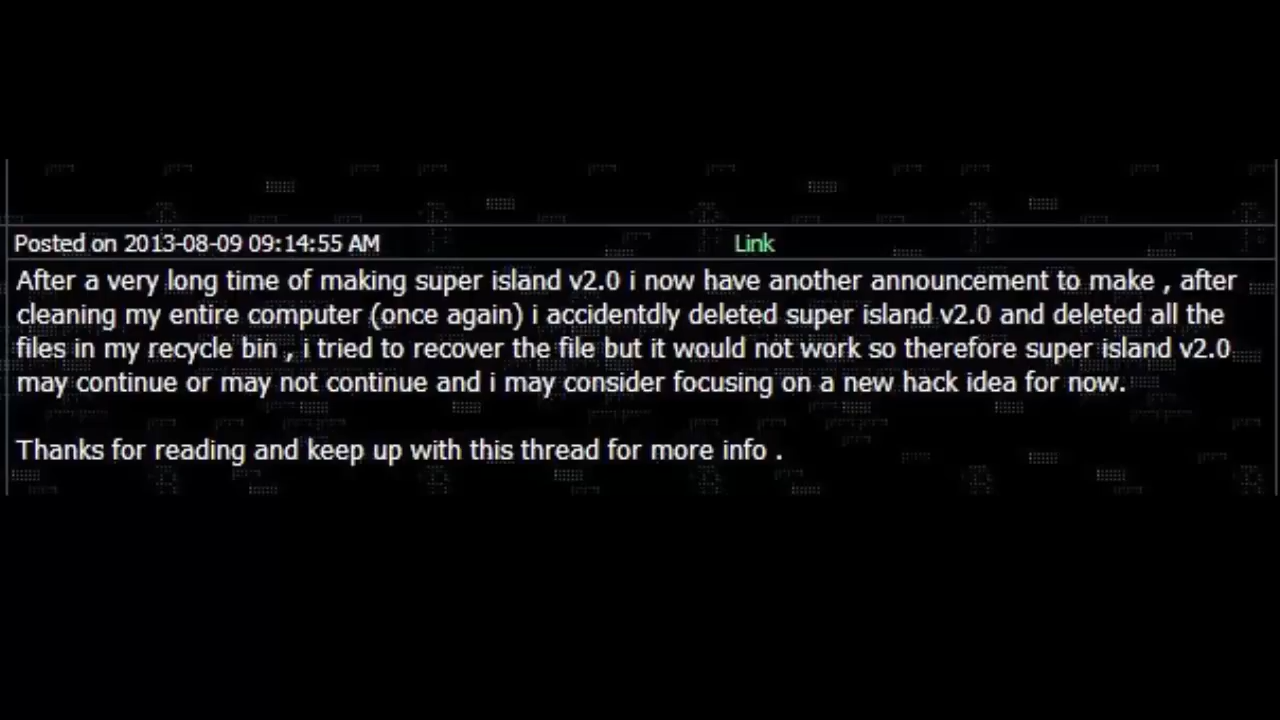 Posted on 2013-08-09 09:14:55 AM Link
After a very long time of making super island v2.0 i now have another announcement to make , after
cleaning my entire computer (once again) i accidentdly deleted super island v2.0 and deleted all the
files in my recycle bin , i tried to recover the file but it would not work so therefore super island v2.0
may continue or may not continue and i may consider focusing on a new hack idea for now.
Thanks for reading and keep up with this thread for more info .